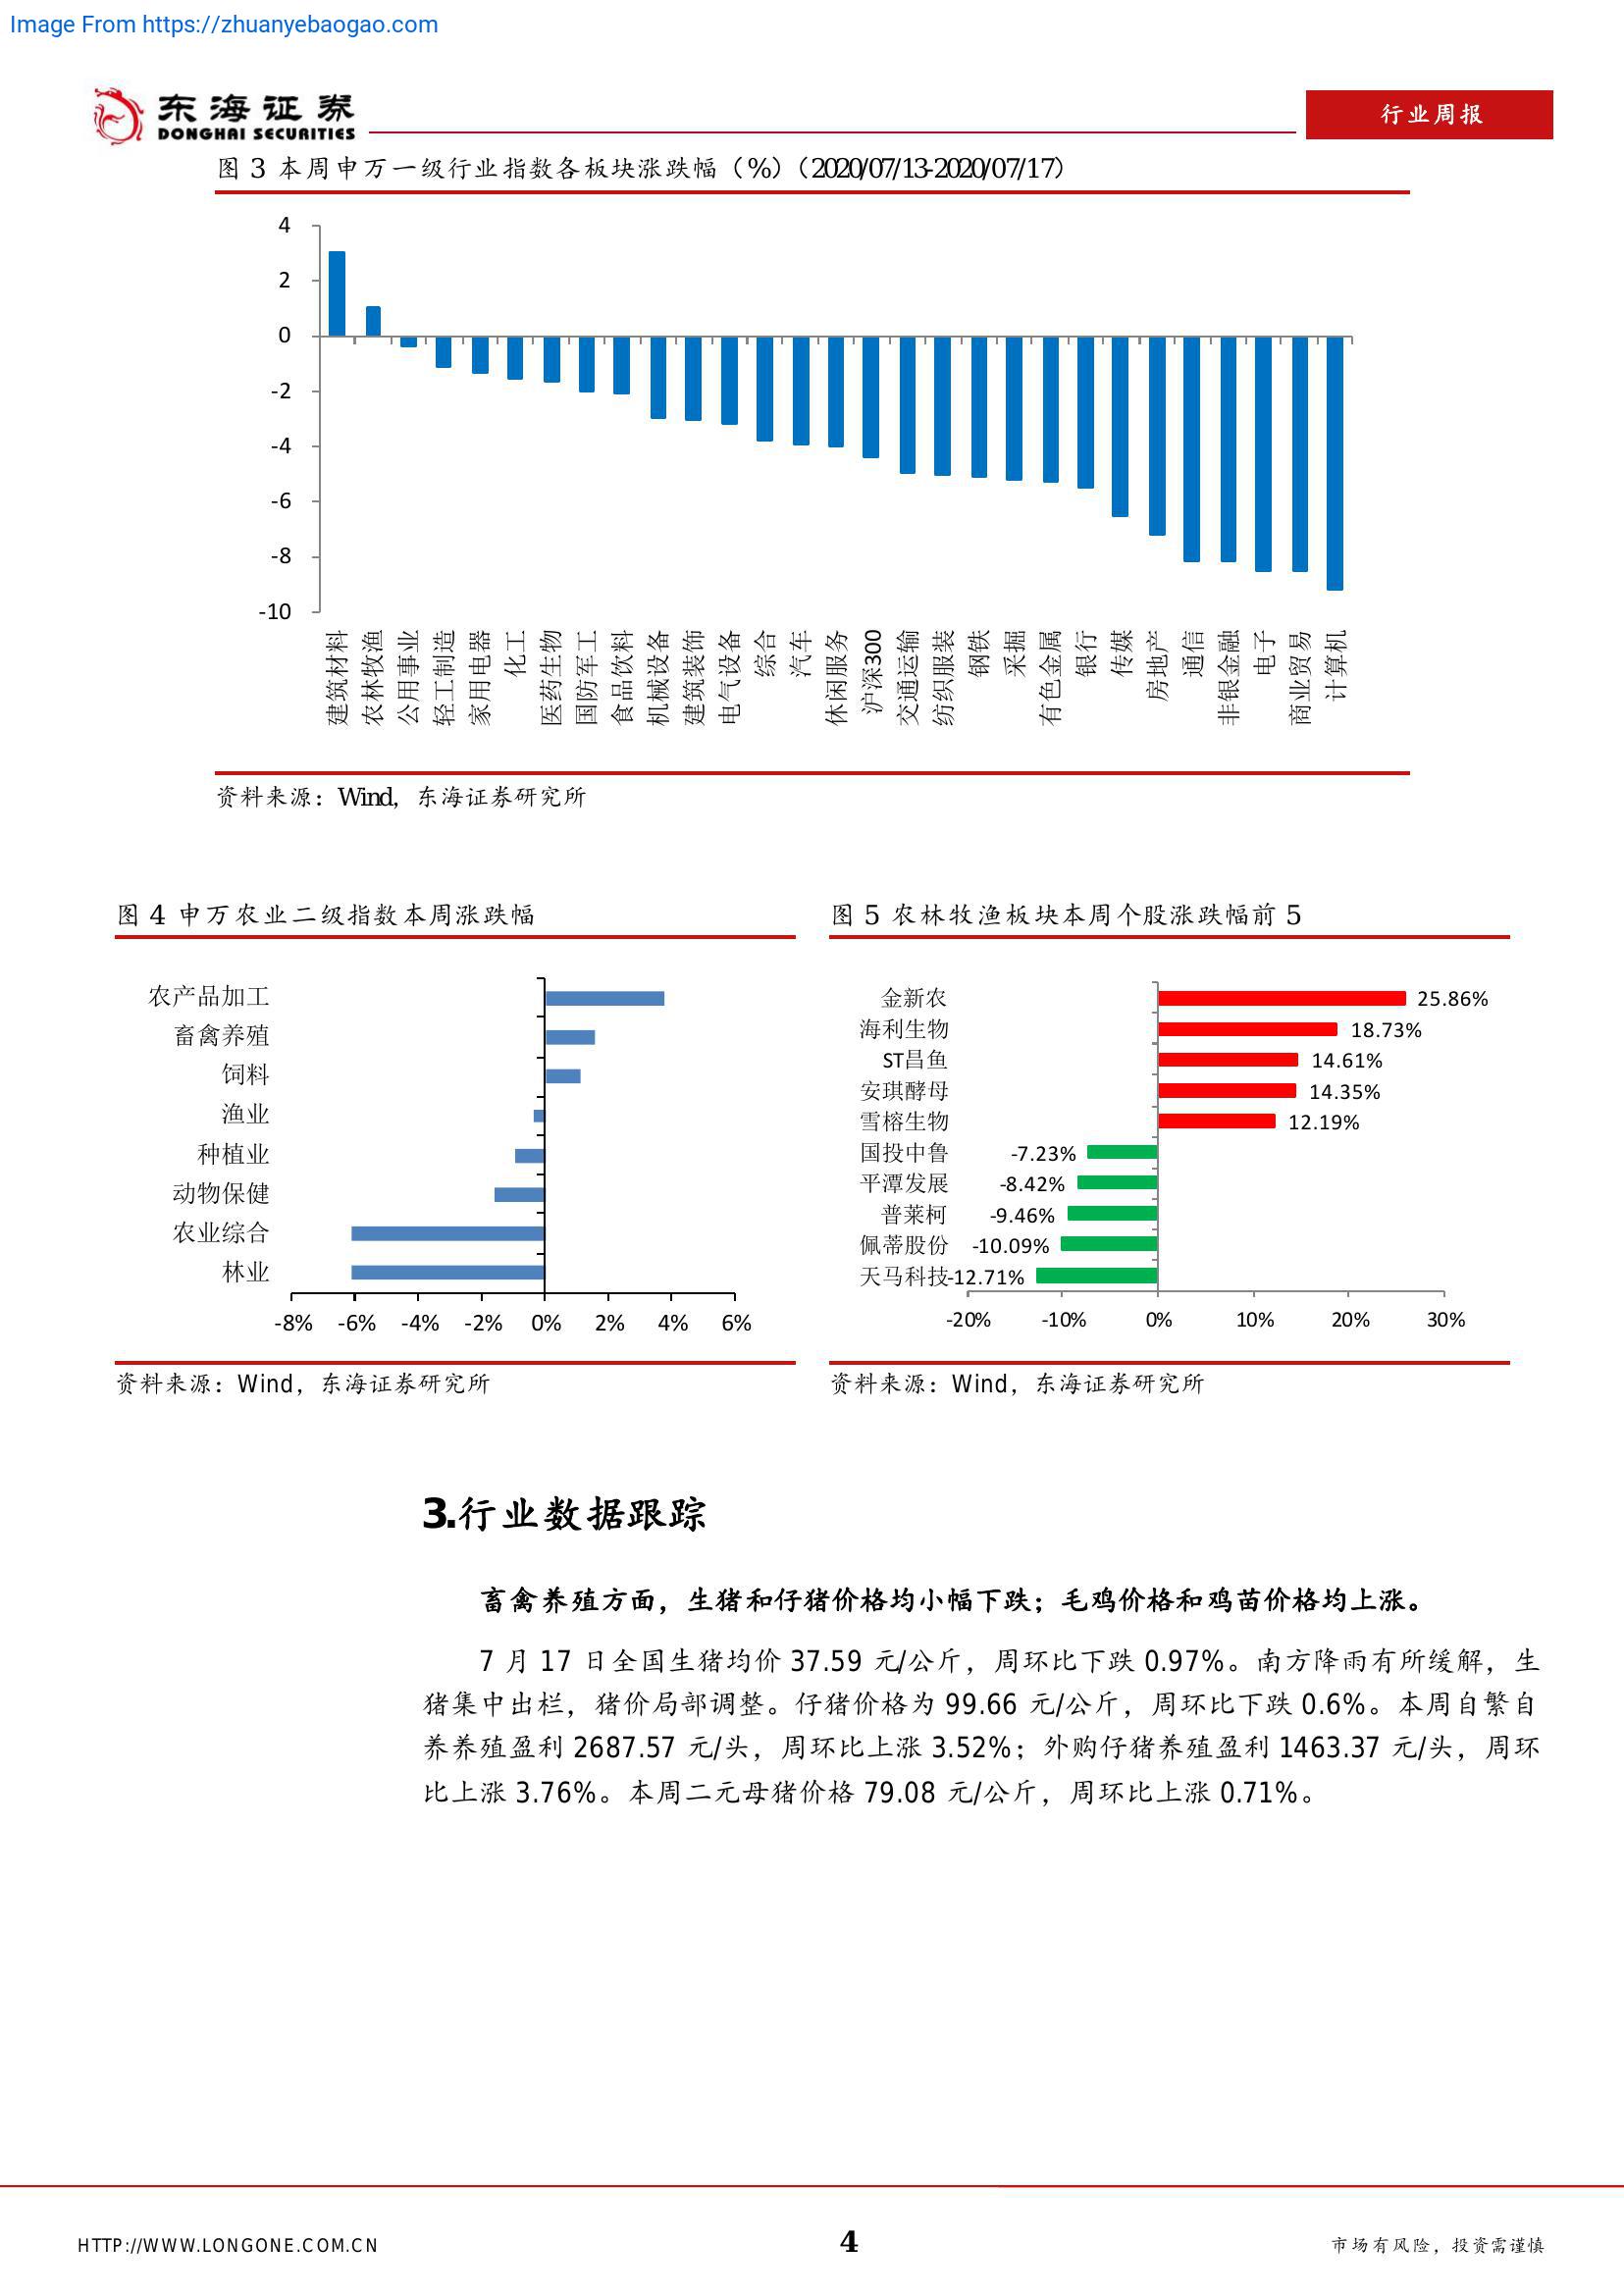 Image From https://zhuanyebaogao.com
东海证券
DONGHAI SECURITIES
行业周报
图 3 本周申万一级行业指数各板块涨跌幅（%）（2020/07/13-2020/07/17）
4
2
0
-2
-4
-6
-8
-10
建筑材料
农林牧渔
公用事业
轻工制造
家用电器
化工
医药生物
国防军工
食品饮料
机械设备
建筑装饰
电气设备
综合
汽车
休闲服务
沪深300
交通运输
纺织服装
钢铁
采掘
有色金属
银行
传媒
房地产
通信
非银金融
电子
商业贸易
计算机
资料来源：Wind，东海证券研究所
图 4 申万农业二级指数本周涨跌幅
农产品加工
畜禽养殖
饲料
渔业
种植业
动物保健
农业综合
林业
-8% -6% -4% -2% 0% 2% 4% 6%
资料来源：Wind，东海证券研究所
图 5 农林牧渔板块本周个股涨跌幅前 5
金新农 25.86%
海利生物 18.73%
ST昌鱼 14.61%
安琪酵母 14.35%
雪榕生物 12.19%
国投中鲁 -7.23%
平潭发展 -8.42%
普莱柯 -9.46%
佩蒂股份 -10.09%
天马科技 -12.71%
-20% -10% 0% 10% 20% 30%
资料来源：Wind，东海证券研究所
3.行业数据跟踪
畜禽养殖方面，生猪和仔猪价格均小幅下跌；毛鸡价格和鸡苗价格均上涨。
7 月 17 日全国生猪均价 37.59 元/公斤，周环比下跌 0.97%。南方降雨有所缓解，生
猪集中出栏，猪价局部调整。仔猪价格为 99.66 元/公斤，周环比下跌 0.6%。本周自繁自
养养殖盈利 2687.57 元/头，周环比上涨 3.52%；外购仔猪养殖盈利 1463.37 元/头，周环
比上涨 3.76%。本周二元母猪价格 79.08 元/公斤，周环比上涨 0.71%。
HTTP://WWW.LONGONE.COM.CN
4
市场有风险，投资需谨慎